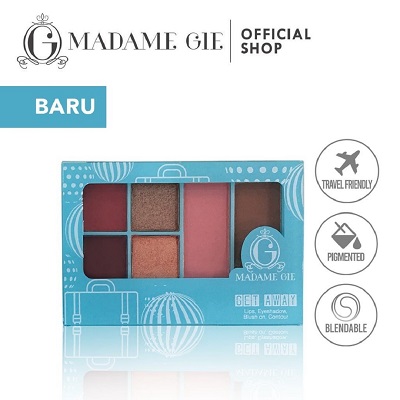 G MADAME GIE
OFFICIAL
SHOP
BARU
TRAVEL FRIENDLY
G
MADAME GIE
GET AWAY
Lips, Eyeshadow,
Blush on, Contour
PIGMENTED
BLENDABLE